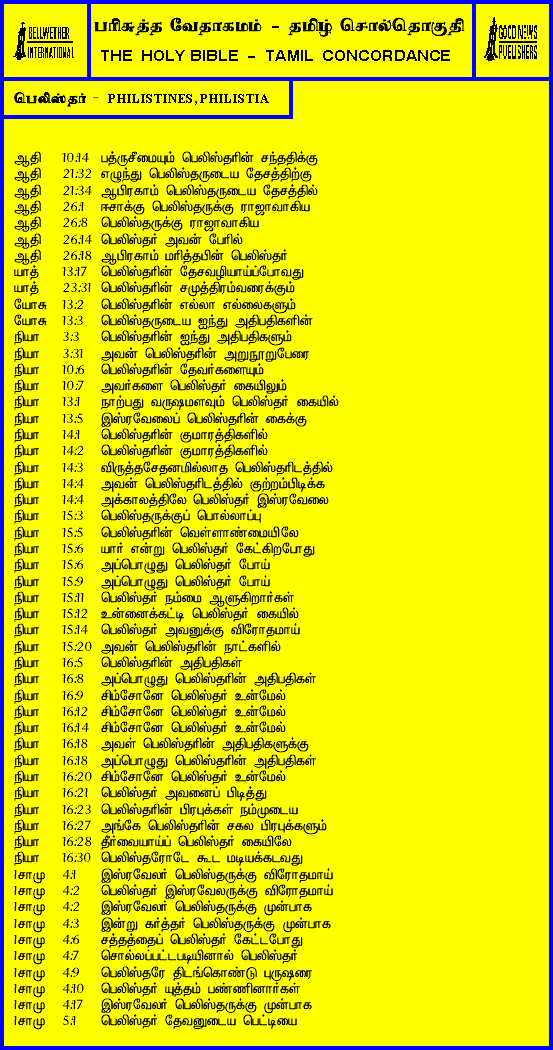 BELLWETHER INTERNATIONAL
பரிசுத்த வேதாகமம் - தமிழ் சொல்தொகுதி
THE HOLY BIBLE - TAMIL CONCORDANCE
GOOD NEWS PUBLISHERS
பெலிஸ்தர் - PHILISTINES, PHILISTIA
ஆதி 10:14 பத்ருசீமையும் பெலிஸ்தரின் சந்ததிக்கு
ஆதி 21:32 எழுந்து பெலிஸ்தருடைய தேசத்திற்கு
ஆதி 21:34 ஆபிரகாம் பெலிஸ்தருடைய தேசத்தில்
ஆதி 26:1 ஈசாக்கு பெலிஸ்தருக்கு ராஜாவாகிய
ஆதி 26:8 பெலிஸ்தருக்கு ராஜாவாகிய
ஆதி 26:14 பெலிஸ்தர் அவன் பேரில்
ஆதி 26:18 ஆபிரகாம் மரித்தபின் பெலிஸ்தர்
யாத் 13:17 பெலிஸ்தரின் தேசவழியாய்ப்போவது
யாத் 23:31 பெலிஸ்தரின் சமுத்திரம்வரைக்கும்
யோசு 13:2 பெலிஸ்தரின் எல்லா எல்லைகளும்
யோசு 13:3 பெலிஸ்தருடைய ஐந்து அதிபதிகளின்
நியா 3:3 பெலிஸ்தரின் ஐந்து அதிபதிகளும்
நியா 3:31 அவன் பெலிஸ்தரின் அறுநூறுபேரை
நியா 10:6 பெலிஸ்தரின் தேவர்களையும்
நியா 10:7 அவர்களை பெலிஸ்தர் கையிலும்
நியா 13:1 நாற்பது வருஷமளவும் பெலிஸ்தர் கையில்
நியா 13:5 இஸ்ரவேலைப் பெலிஸ்தரின் கைக்கு
நியா 14:1 பெலிஸ்தரின் குமாரத்திகளில்
நியா 14:2 பெலிஸ்தரின் குமாரத்திகளில்
நியா 14:3 விருத்தசேதனமில்லாத பெலிஸ்தரிடத்தில்
நியா 14:4 அவன் பெலிஸ்தரிடத்தில் குற்றம்பிடிக்க
நியா 14:4 அக்காலத்திலே பெலிஸ்தர் இஸ்ரவேலை
நியா 15:3 பெலிஸ்தருக்குப் பொல்லாப்பு
நியா 15:5 பெலிஸ்தரின் வெள்ளாண்மையிலே
நியா 15:6 யார் என்று பெலிஸ்தர் கேட்கிறபோது
நியா 15:6 அப்பொழுது பெலிஸ்தர் போய்
நியா 15:9 அப்பொழுது பெலிஸ்தர் போய்
நியா 15:11 பெலிஸ்தர் நம்மை ஆளுகிறார்கள்
நியா 15:12 உன்னைக்கட்டி பெலிஸ்தர் கையில்
நியா 15:14 பெலிஸ்தர் அவனுக்கு விரோதமாய்
நியா 15:20 அவன் பெலிஸ்தரின் நாட்களில்
நியா 16:5 பெலிஸ்தரின் அதிபதிகள்
நியா 16:8 அப்பொழுது பெலிஸ்தரின் அதிபதிகள்
நியா 16:9 சிம்சோனே பெலிஸ்தர் உன்மேல்
நியா 16:12 சிம்சோனே பெலிஸ்தர் உன்மேல்
நியா 16:14 சிம்சோனே பெலிஸ்தர் உன்மேல்
நியா 16:18 அவள் பெலிஸ்தரின் அதிபதிகளுக்கு
நியா 16:18 அப்பொழுது பெலிஸ்தரின் அதிபதிகள்
நியா 16:20 சிம்சோனே பெலிஸ்தர் உன்மேல்
நியா 16:21 பெலிஸ்தர் அவனைப் பிடித்து
நியா 16:23 பெலிஸ்தரின் பிரபுக்கள் நம்முடைய
நியா 16:27 அங்கே பெலிஸ்தரின் சகல பிரபுக்களும்
நியா 16:28 தீர்வையாய்ப் பெலிஸ்தர் கையிலே
நியா 16:30 பெலிஸ்தரோடே கூட மடியக்கடவது
1சாமு 4:1 இஸ்ரவேலர் பெலிஸ்தருக்கு விரோதமாய்
1சாமு 4:2 பெலிஸ்தர் இஸ்ரவேலருக்கு விரோதமாய்
1சாமு 4:2 இஸ்ரவேலர் பெலிஸ்தருக்கு முன்பாக
1சாமு 4:3 இன்று கர்த்தர் பெலிஸ்தருக்கு முன்பாக
1சாமு 4:6 சத்தத்தைப் பெலிஸ்தர் கேட்டபோது
1சாமு 4:7 சொல்லப்பட்டபடியினால் பெலிஸ்தர்
1சாமு 4:9 பெலிஸ்தரே திடங்கொண்டு புருஷரை
1சாமு 4:10 பெலிஸ்தர் யுத்தம் பண்ணினார்கள்
1சாமு 4:17 இஸ்ரவேலர் பெலிஸ்தருக்கு முன்பாக
1சாமு 5:1 பெலிஸ்தர் தேவனுடைய பெட்டியை